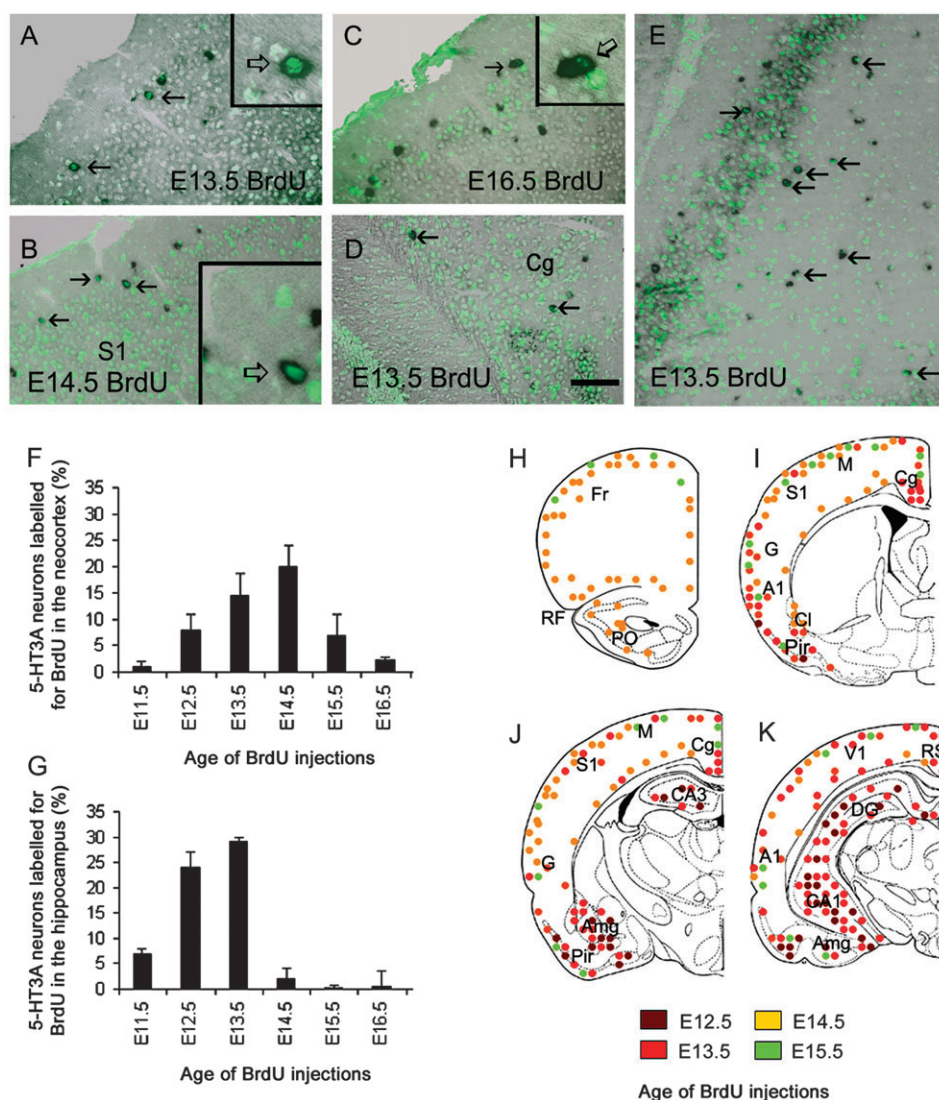 A
E13.5 BrdU
B
S1
E14.5 BrdU
C
E16.5 BrdU
D
Cg
E13.5 BrdU
E
E13.5 BrdU
F
5-HT3A neurons labelled
for BrdU in the neocortex (%)
35
30
25
20
15
10
5
0
E11.5
E12.5
E13.5
E14.5
E15.5
E16.5
Age of BrdU injections
G
5-HT3A neurons labelled for
BrdU in the hippocampus (%)
35
30
25
20
15
10
5
0
E11.5
E12.5
E13.5
E14.5
E15.5
E16.5
Age of BrdU injections
H
Fr
RF
PO
I
M
S1
Cg
G
A1
Cl
Pir
J
M
S1
Cg
CA3
G
Amg
Pir
K
V1
RS
DG
A1
CA1
Amg
E12.5
E14.5
E13.5
E15.5
Age of BrdU injections